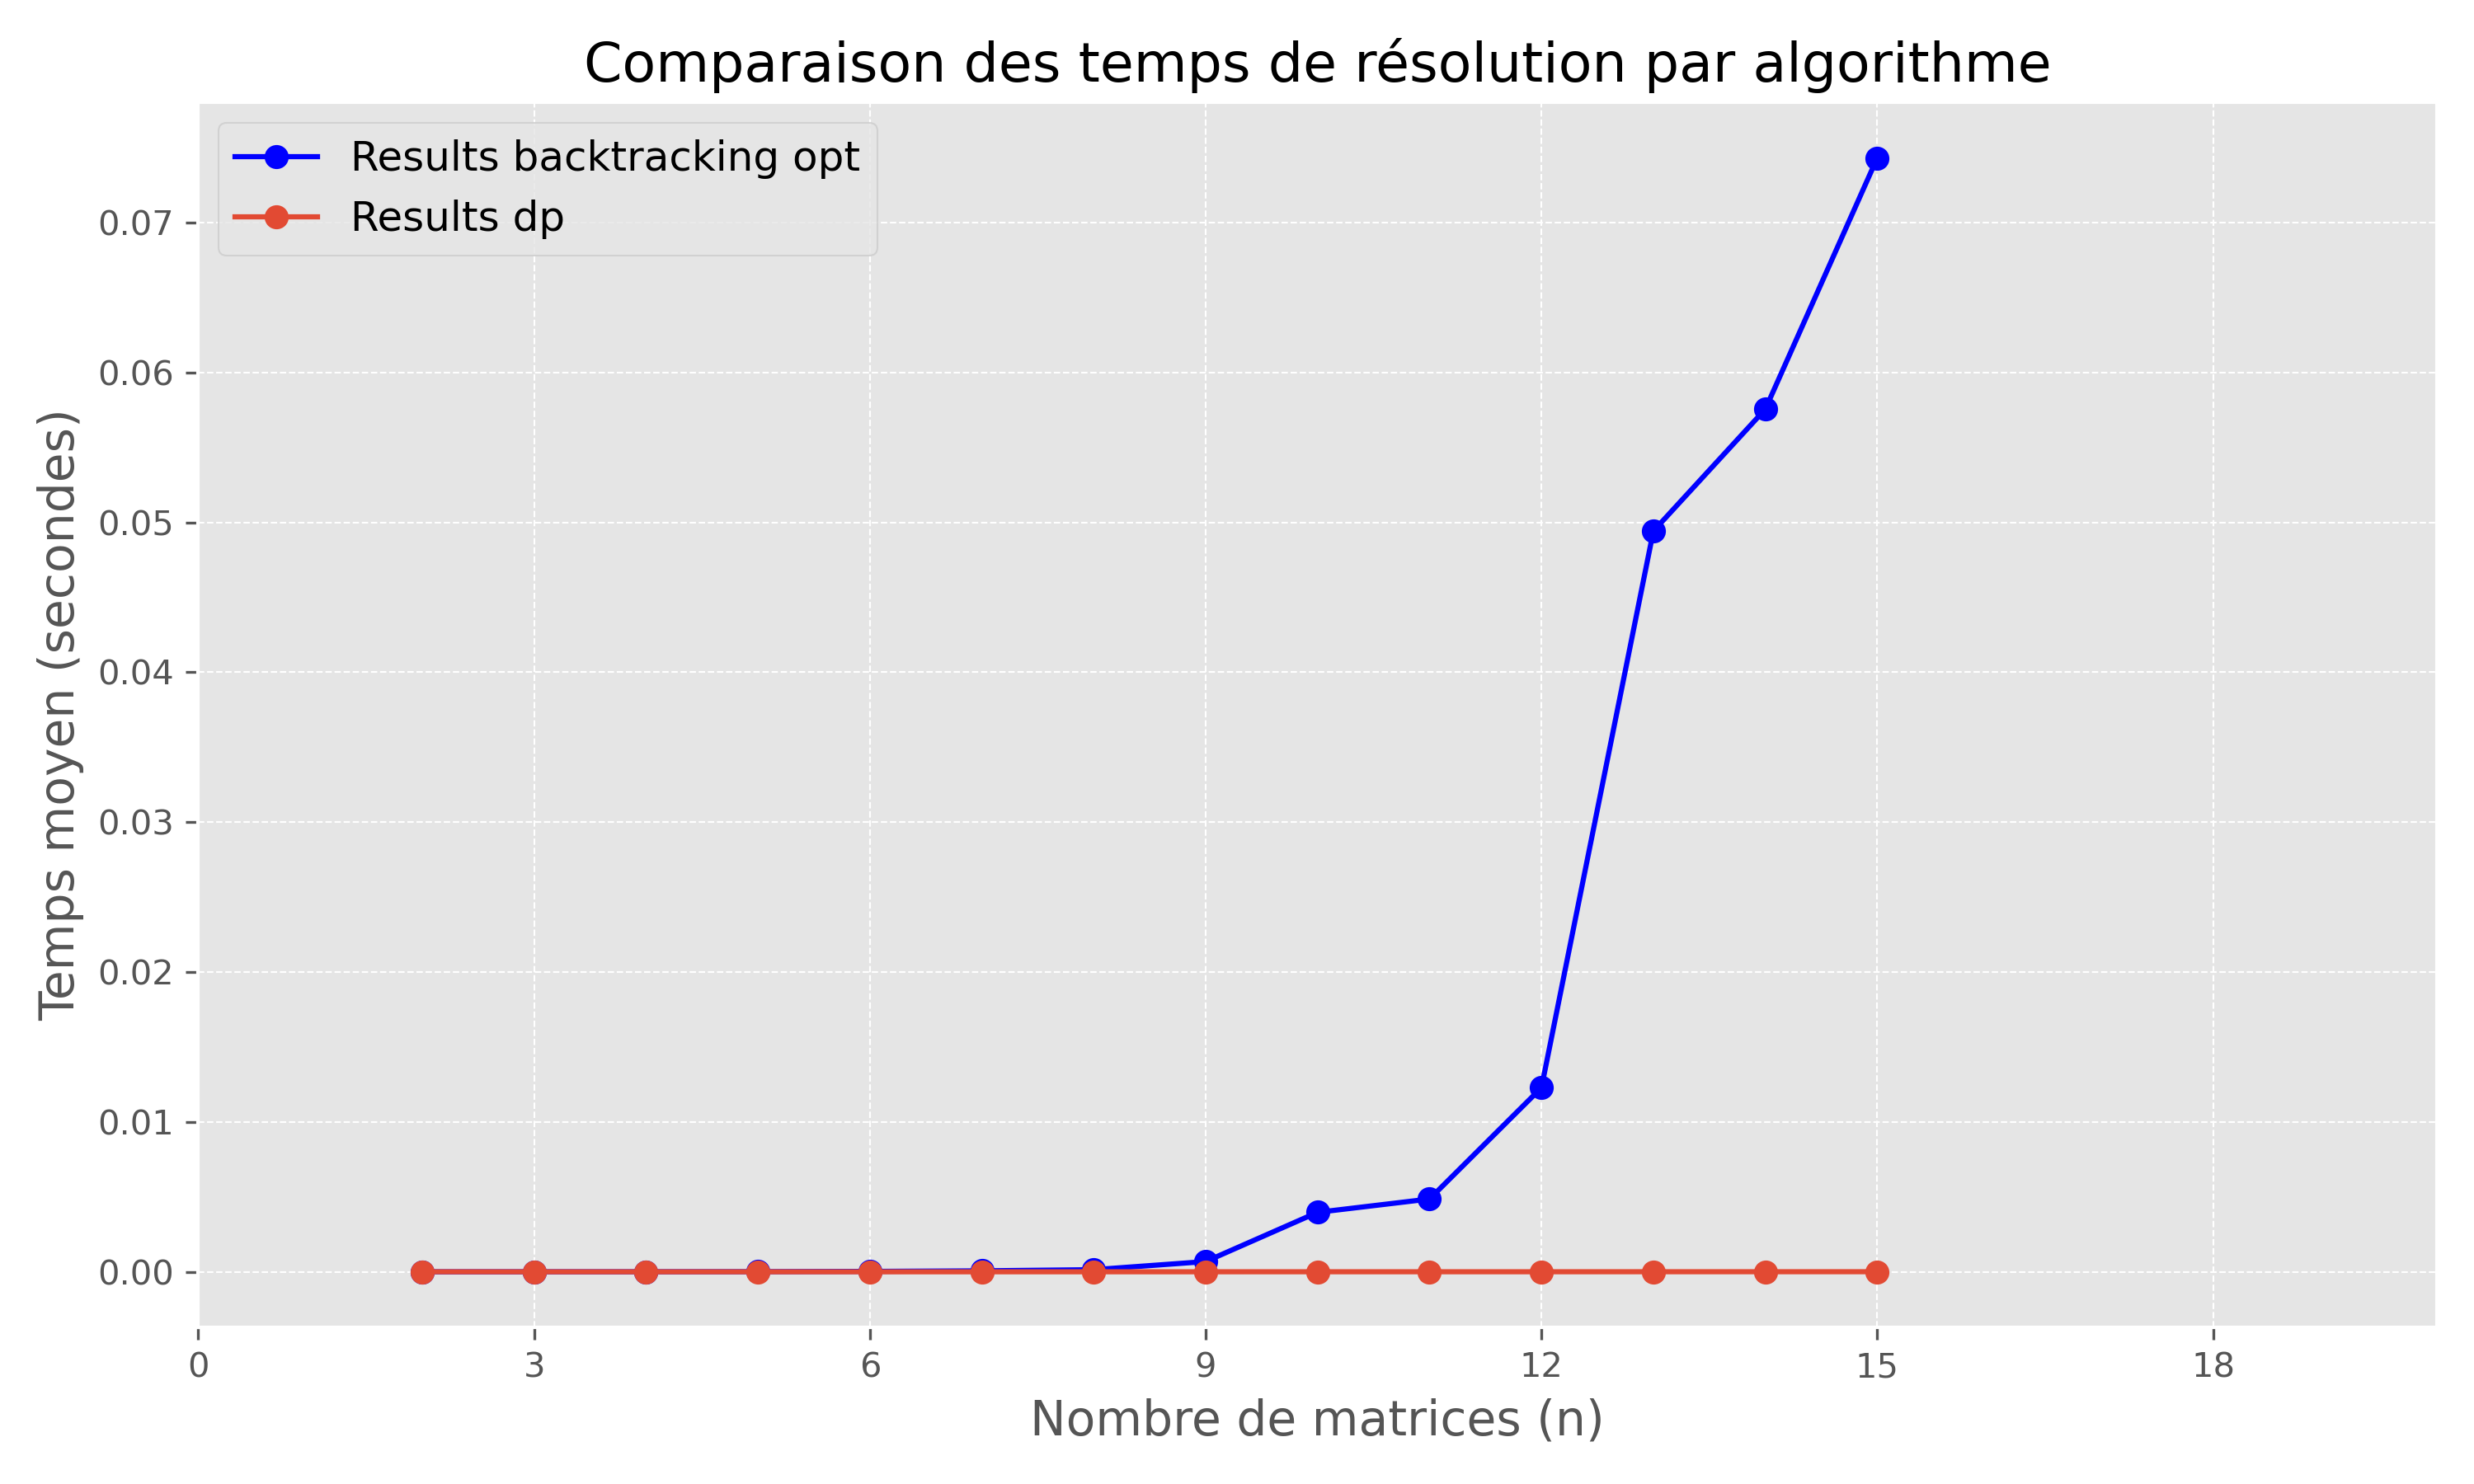 Comparaison des temps de résolution par algorithme
Results backtracking opt
Results dp
Temps moyen (secondes)
0.07
0.06
0.05
0.04
0.03
0.02
0.01
0.00
0 3 6 9 12 15 18
Nombre de matrices (n)